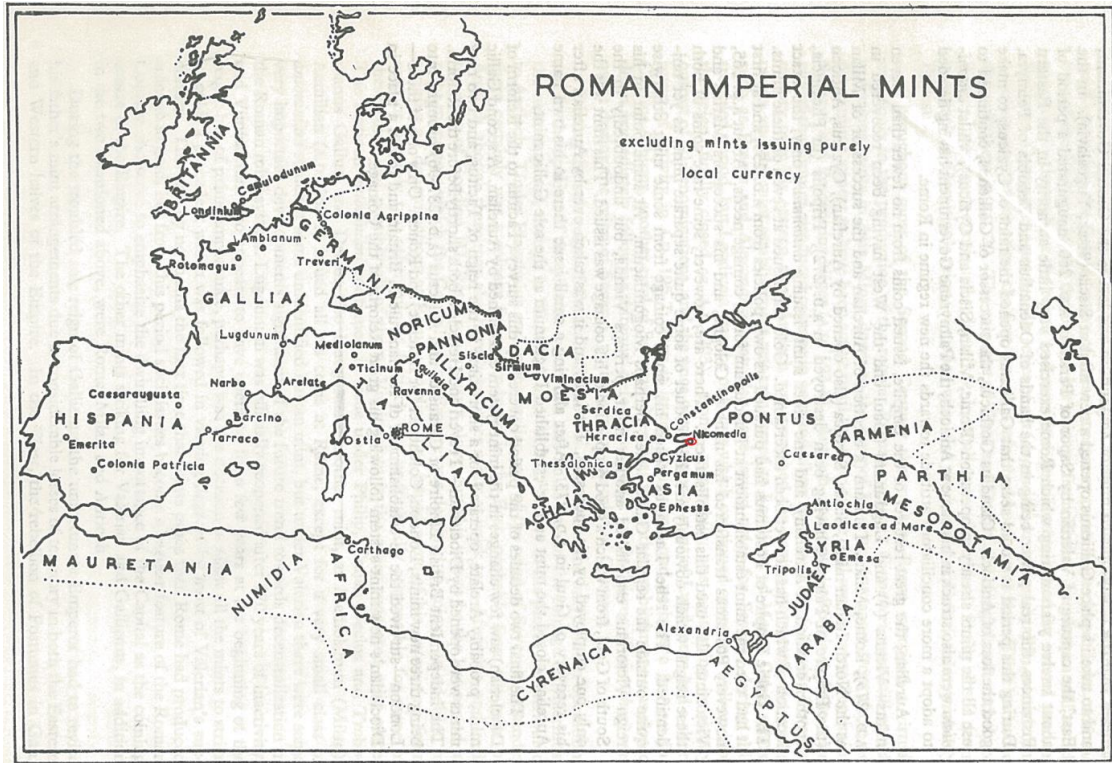 ROMAN IMPERIAL MINTS
excluding mints issuing purely
local currency
BRITANNIA
Camulodunum
Londinium
Colonia Agrippina
GERMANIA
Ambianum
Rotomagus
Treveri
GALLIA
NORICUM
PANNONIA
Lugdunum
Mediolanum
Siscia
DACIA
Ticinum
Aquileia
ILLYRICUM
Sirmium
Viminacium
Constantinopolis
Narbo
Arelate
ITALIA
Ravenna
MOESIA
Caesaraugusta
Serdica
PONTUS
HISPANIA
Barcino
THRACIA
Nicomedia
ARMENIA
Emerita
Tarraco
Ostia
ROME
Heraclea
Cyzicus
Caesarea
Colonia Patricia
Thessalonica
Pergamum
PARTHIA
ASIA
MESOPOTAMIA
ACHAIA
Ephesus
Antiochia
Laodicea ad Mare
Carthago
SYRIA
Emesa
MAURETANIA
NUMIDIA
AFRICA
Tripolis
JUDAEA
Alexandria
ARABIA
CYRENAICA
AEGYPTUS